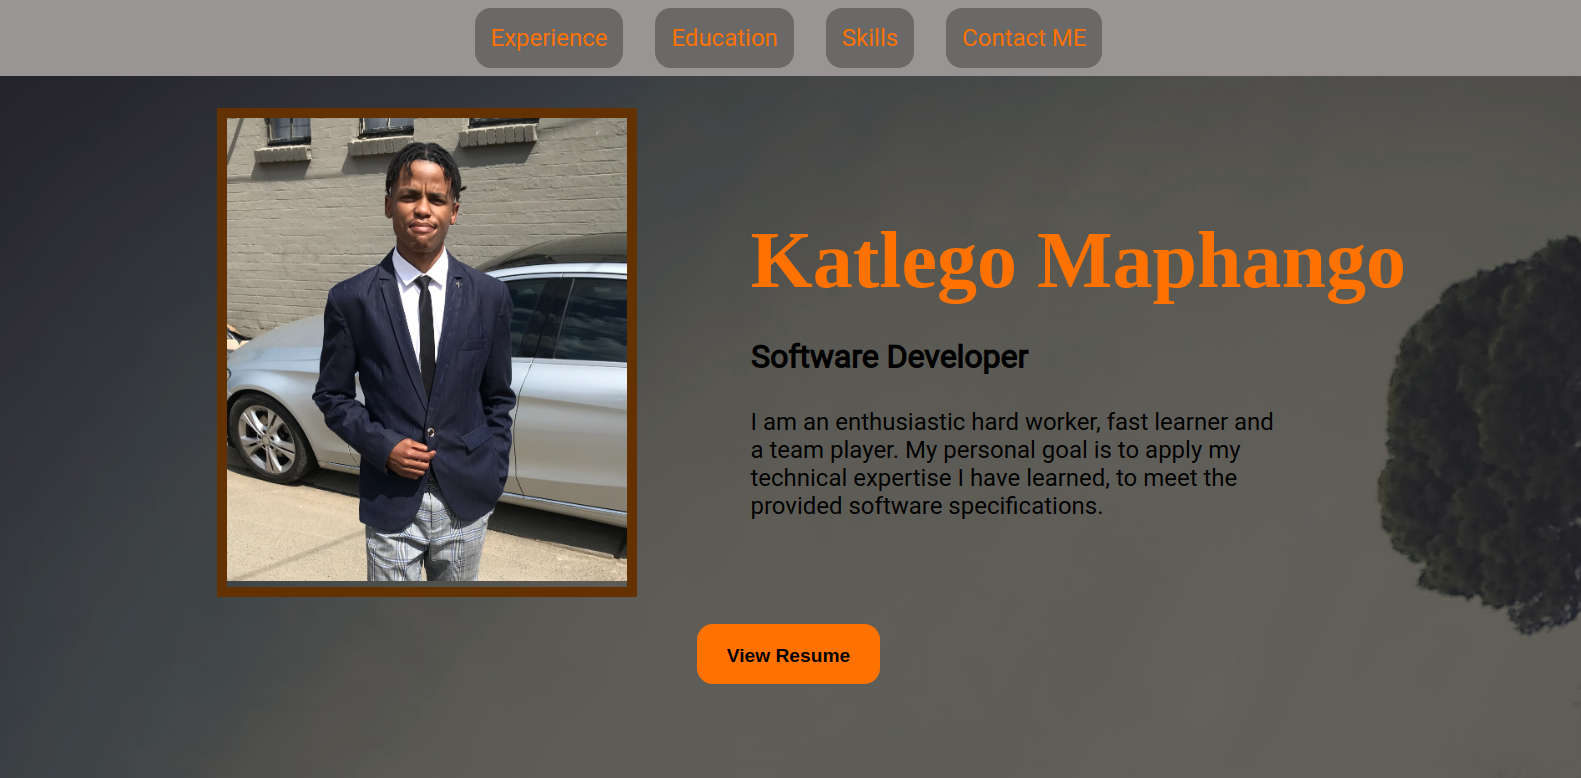 Experience
Education
Skills
Contact ME
Katlego Maphango
Software Developer
I am an enthusiastic hard worker, fast learner and
a team player. My personal goal is to apply my
technical expertise I have learned, to meet the
provided software specifications.
View Resume